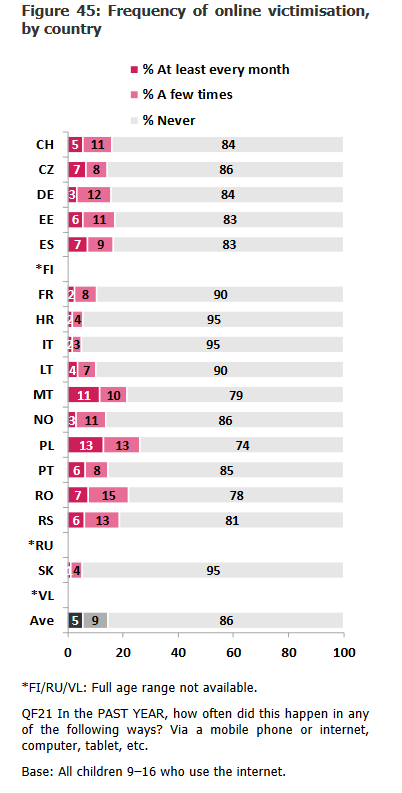 Figure 45: Frequency of online victimisation,
by country
% At least every month
% A few times
% Never
CH 5 11 84
CZ 7 8 86
DE 3 12 84
EE 6 11 83
ES 7 9 83
*FI
FR 2 8 90
HR 2 4 95
IT 2 3 95
LT 4 7 90
MT 11 10 79
NO 3 11 86
PL 13 13 74
PT 6 8 85
RO 7 15 78
RS 6 13 81
*RU
SK 4 95
*VL
Ave 5 9 86
0 20 40 60 80 100
*FI/RU/VL: Full age range not available.
QF21 In the PAST YEAR, how often did this happen in any
of the following ways? Via a mobile phone or internet,
computer, tablet, etc.
Base: All children 9–16 who use the internet.